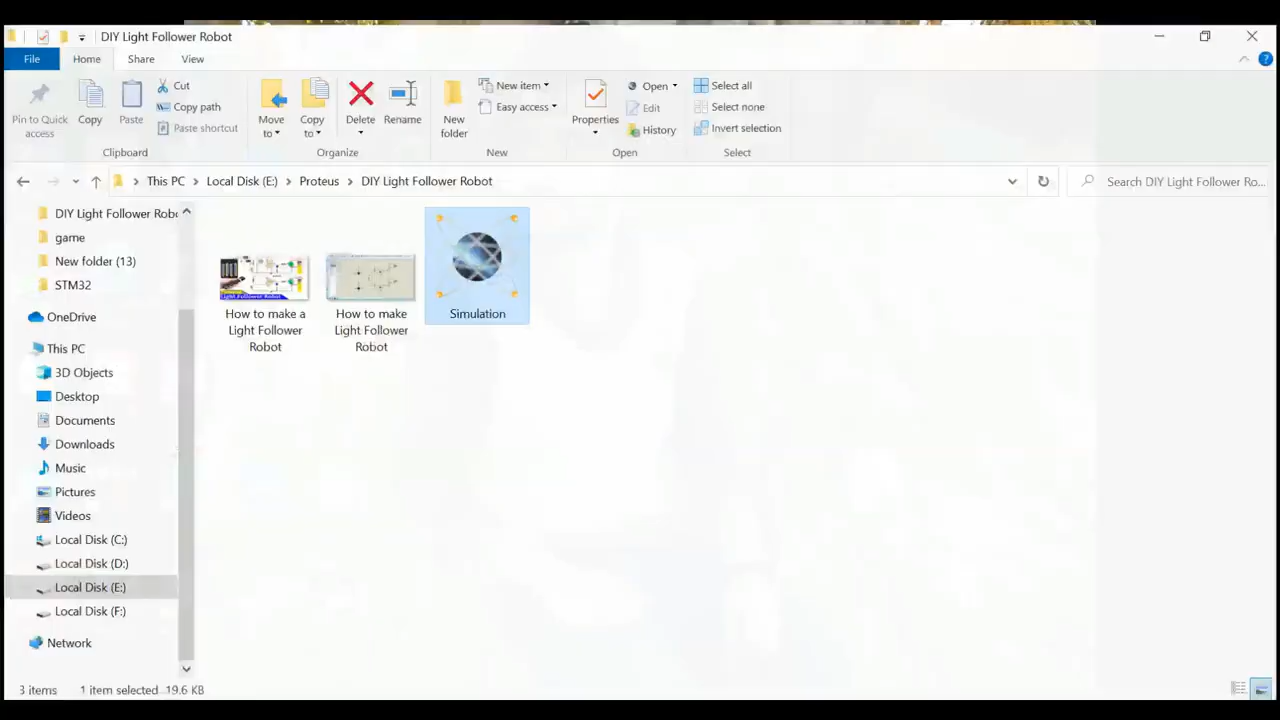 DIY Light Follower Robot
File Home Share View
Pin to Quick access
Copy
Paste
Cut
Copy path
Paste shortcut
Clipboard
Move to
Copy to
Delete
Rename
Organize
New folder
New item
Easy access
New
Properties
Open
Edit
History
Open
Select all
Select none
Invert selection
Select
This PC > Local Disk (E:) > Proteus > DIY Light Follower Robot
Search DIY Light Follower Ro...
DIY Light Follower Robo
game
New folder (13)
STM32
OneDrive
This PC
3D Objects
Desktop
Documents
Downloads
Music
Pictures
Videos
Local Disk (C:)
Local Disk (D:)
Local Disk (E:)
Local Disk (F:)
Network
Light Follower Robot
How to make a
Light Follower
Robot
How to make
Light Follower
Robot
Simulation
3 items 1 item selected 19.6 KB